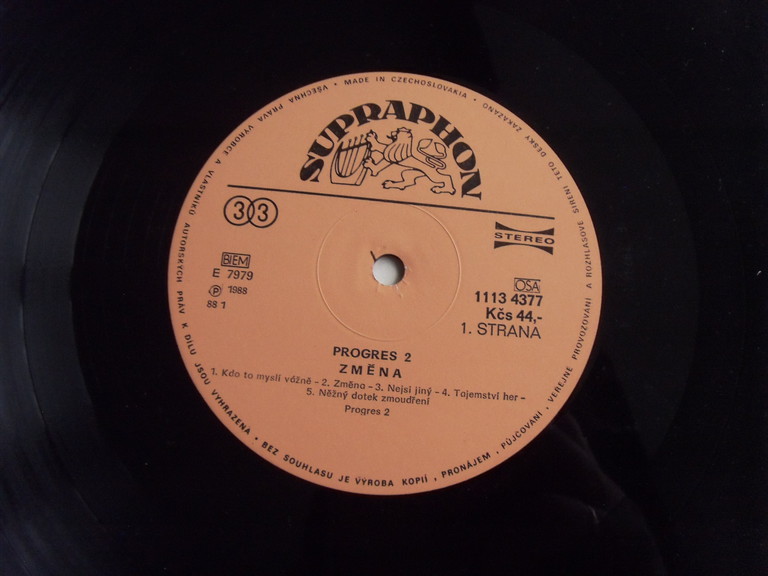 SUPRAPHON
33
STEREO
BIEM
E 7979
Ⓟ 1988
88 1
OSA
1113 4377
Kčs 44,-
1. STRANA
PROGRES 2
ZMĚNA
1. Kdo to myslí vážně – 2. Změna – 3. Nejsi jiný – 4. Tajemství her –
5. Něžný dotek zmoudření
Progres 2
MADE IN CZECHOSLOVAKIA • VŠECHNA PRÁVA VÝROBCE A VLASTNÍKŮ AUTORSKÝCH PRÁV K DÍLU JSOU VYHRAZENA • BEZ SOUHLASU JE VÝROBA KOPIÍ, PRONÁJEM, PŮJČOVÁNÍ, VEŘEJNÉ PROVOZOVÁNÍ A ROZHLASOVÉ ŠÍŘENÍ TÉTO DESKY ZAKÁZÁNO •